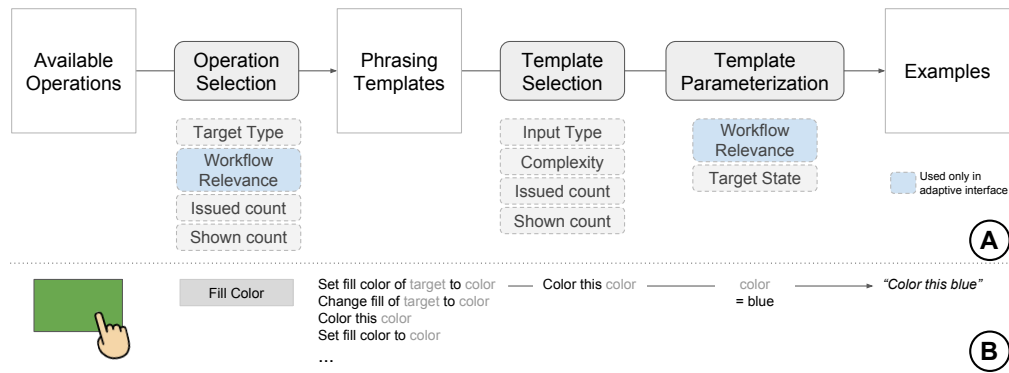 Available
Operations
Operation
Selection
Phrasing
Templates
Template
Selection
Template
Parameterization
Examples
Target Type
Workflow
Relevance
Issued count
Shown count
Input Type
Complexity
Issued count
Shown count
Workflow
Relevance
Target State
Used only in
adaptive interface
A
Fill Color
Set fill color of target to color
Change fill of target to color
Color this color
Set fill color to color
...
Color this color
color
= blue
“Color this blue”
B